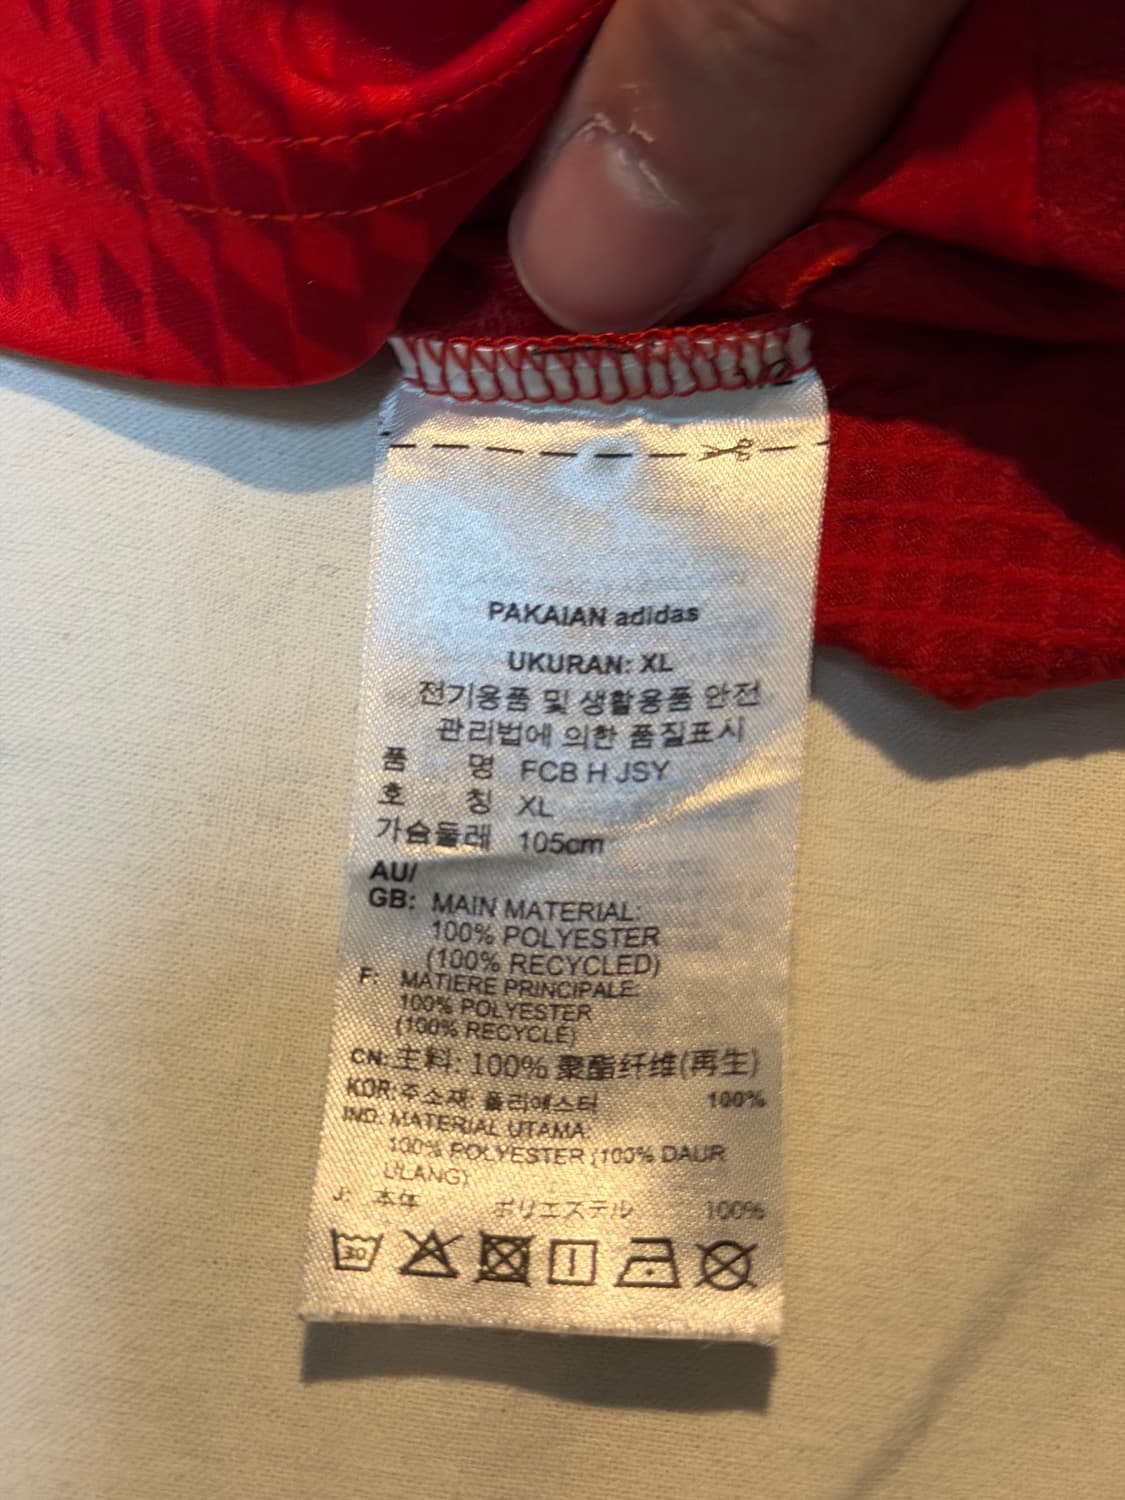 PAKAIAN adidas
UKURAN: XL
전기용품 및 생활용품 안전
관리법에 의한 품질표시
품 명 FCB H JSY
호 칭 XL
가슴둘레 105cm
AU/
GB: MAIN MATERIAL:
100% POLYESTER
(100% RECYCLED)
F: MATIERE PRINCIPALE:
100% POLYESTER
(100% RECYCLE)
CN: 主料: 100% 聚酯纤维(再生)
KOR: 주소재: 폴리에스터 100%
IND: MATERIAL UTAMA:
100% POLYESTER (100% DAUR
ULANG)
J: 本体 ポリエステル 100%
30